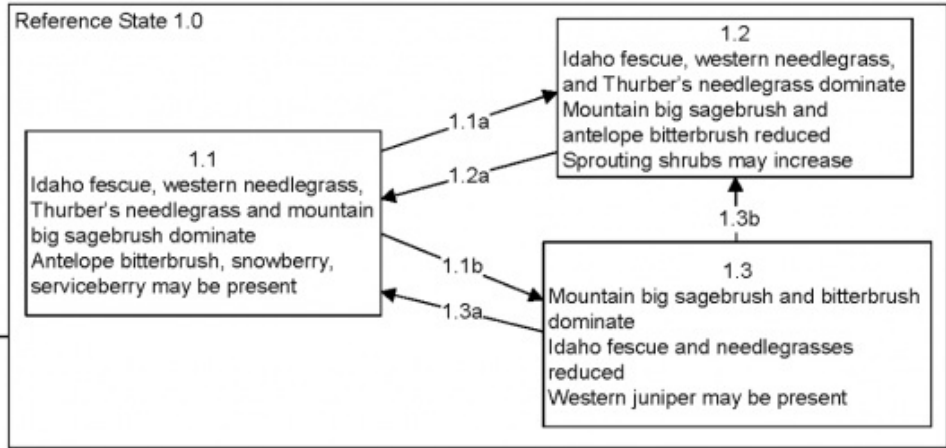 Reference State 1.0
1.2
Idaho fescue, western needlegrass,
and Thurber's needlegrass dominate
Mountain big sagebrush and
antelope bitterbrush reduced
Sprouting shrubs may increase
1.1a
1.2a
1.1
Idaho fescue, western needlegrass,
Thurber's needlegrass and mountain
big sagebrush dominate
Antelope bitterbrush, snowberry,
serviceberry may be present
1.3b
1.1b
1.3a
1.3
Mountain big sagebrush and bitterbrush
dominate
Idaho fescue and needlegrasses
reduced
Western juniper may be present